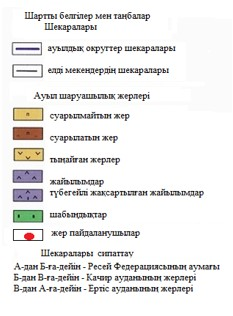 Шартты белгілер мен таңбалар
Шекаралары
ауылдық округтер шекаралары
елді мекендердің шекаралары
Ауыл шаруашылық жерлері
суарылмайтын жер
суарылатын жер
тыңайған жерлер
жайылымдар
түбегейлі жақсартылған жайылымдар
шабындықтар
жер пайдаланушылар
Шекаралары сипаттау
А-дан Б-ға-дейін - Ресей Федерациясының аумағы
Б-дан В-ға-дейін - Качир ауданының жерлері
В-дан А-ға-дейін - Ертіс ауданының жерлері